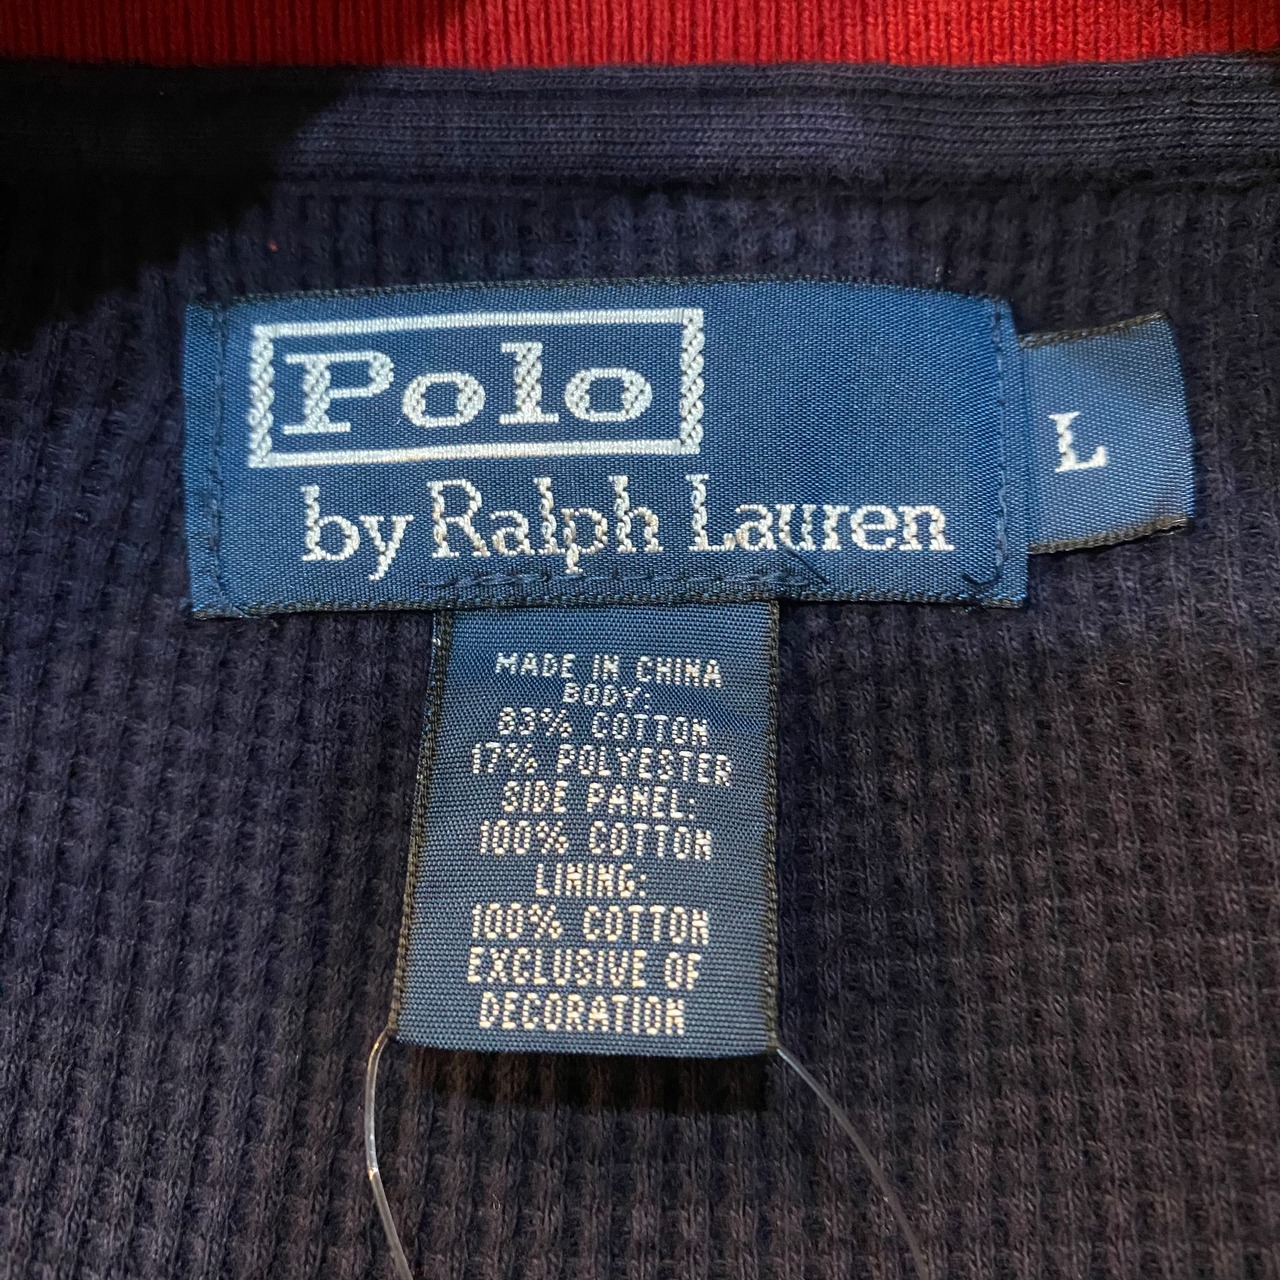 Polo
by Ralph Lauren
L
MADE IN CHINA
BODY:
83% COTTON
17% POLYESTER
SIDE PANEL:
100% COTTON
LINING:
100% COTTON
EXCLUSIVE OF
DECORATION